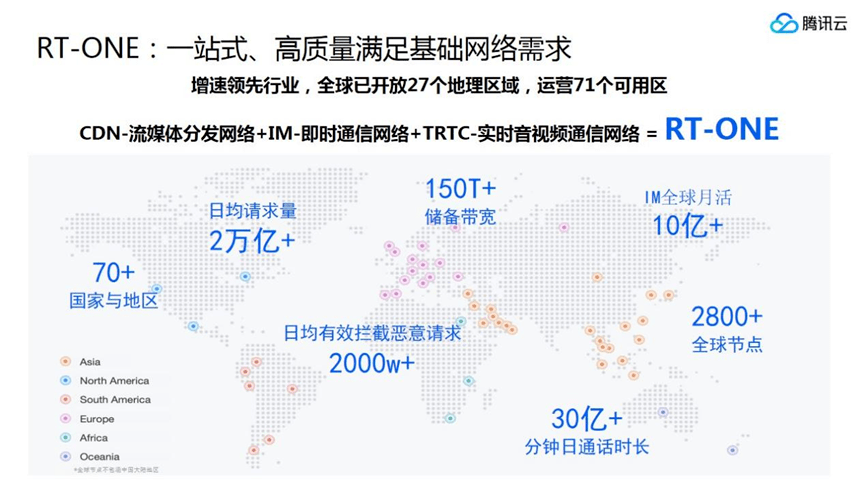 腾讯云
RT-ONE：一站式、高质量满足基础网络需求
增速领先行业，全球已开放27个地理区域，运营71个可用区
CDN-流媒体分发网络+IM-即时通信网络+TRTC-实时音视频通信网络 = RT-ONE
150T+
储备带宽
IM全球月活
10亿+
日均请求量
2万亿+
70+
国家与地区
2800+
全球节点
日均有效拦截恶意请求
2000w+
30亿+
分钟日通话时长
Asia
North America
South America
Europe
Africa
Oceania
*全球节点不包福中国大陆地区